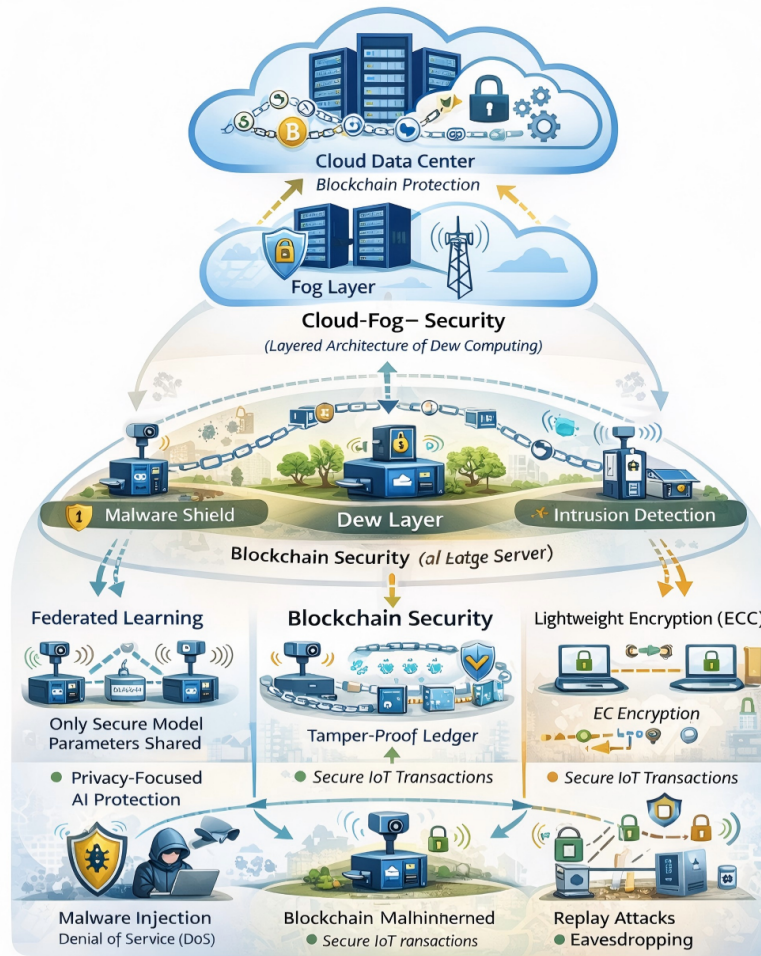 Cloud Data Center
Blockchain Protection
Fog Layer
Cloud-Fog– Security
(Layered Architecture of Dew Computing)
Malware Shield
Dew Layer
Intrusion Detection
Blockchain Security (al Eatge Server)
Federated Learning
Blockchain Security
Lightweight Encryption (ECC)
Only Secure Model
Parameters Shared
Tamper-Proof Ledger
EC Encryption
Privacy-Focused
AI Protection
Secure IoT Transactions
Secure IoT Transactions
Malware Injection
Denial of Service (DoS)
Blockchain Malhinherned
Secure IoT ransactions
Replay Attacks
Eavesdropping